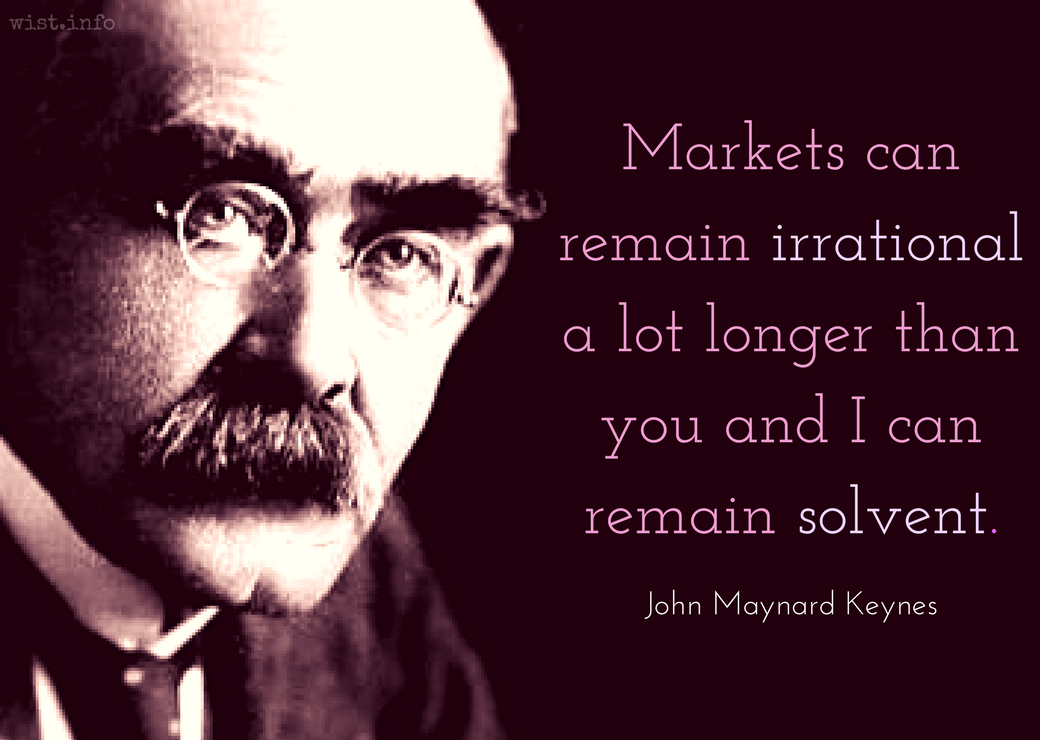 wist.info
Markets can
remain irrational
a lot longer than
you and I can
remain solvent.
John Maynard Keynes